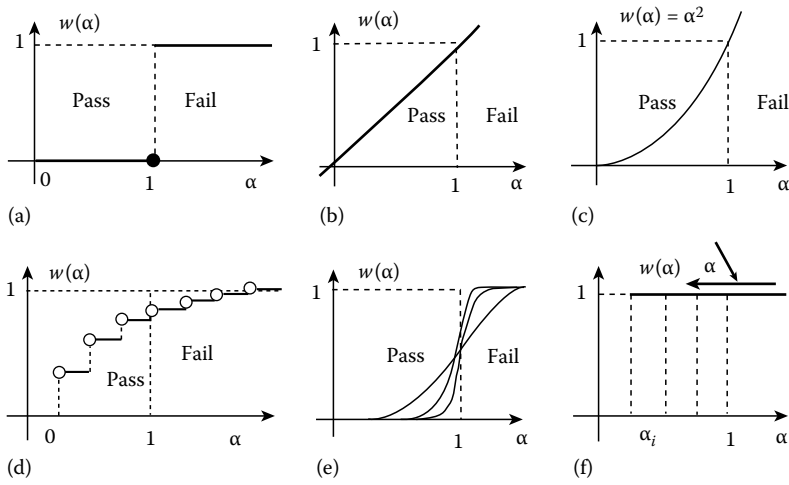 w(α)
1
Pass
Fail
0
1
α
(a)
w(α)
1
Pass
Fail
1
α
(b)
w(α) = α²
1
Pass
Fail
1
α
(c)
w(α)
1
Pass
Fail
0
1
α
(d)
w(α)
1
Pass
Fail
1
α
(e)
w(α)
α
1
αᵢ
1
α
(f)